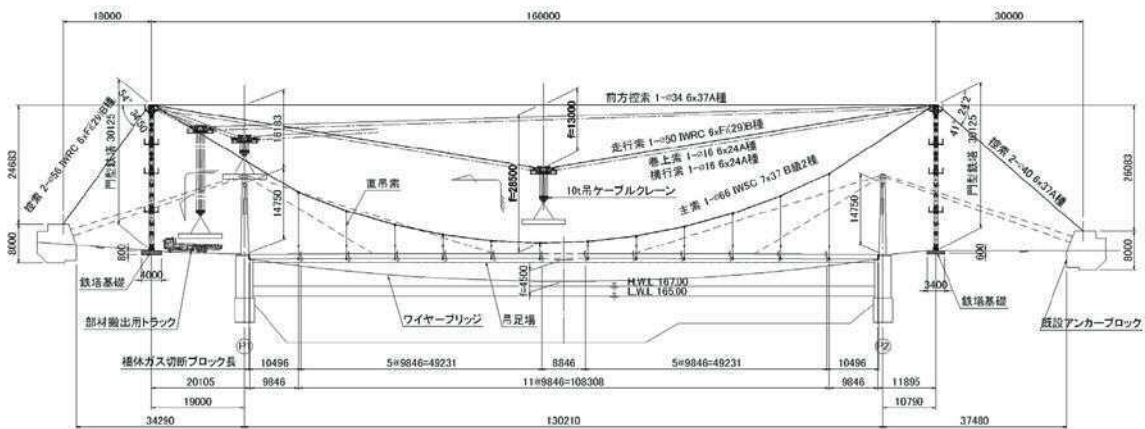 18000
160000
30000
54°
3450
控索 2-φ56 IWRC 6xFi(29)B種
門型鉄塔 30125
6183
f=13000
前方控索 1-φ34 6x37A種
走行索 1-φ50 IWRC 6xFi(29)B種
巻上索 1-φ16 6x24A種
横行索 1-φ16 6x24A種
41° 24'2"
門型鉄塔 30125
控索 2-φ40 6x37A種
24683
26083
直吊索
f=28500
10t吊ケーブルクレーン
主索 1-φ66 IWSC 7x37 B級2種
14750
14750
8000
800
600
8000
4000
鉄塔基礎
部材搬出用トラック
ワイヤーブリッジ
吊足場
f=4500
H.W.L 167.00
L.W.L 165.00
3400
鉄塔基礎
既設アンカーブロック
P1
P2
橋体ガス切断ブロック長
10496
5@9846=49231
8846
5@9846=49231
10496
20105
9846
11@9846=108308
9846
11895
19000
10790
34290
130210
37480